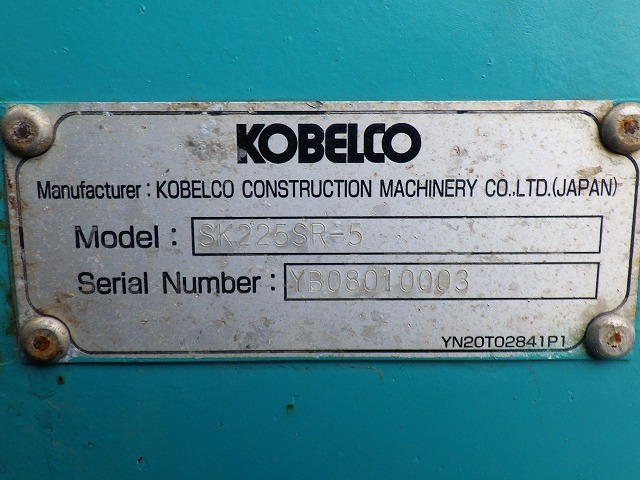 KOBELCO
Manufacturer : KOBELCO CONSTRUCTION MACHINERY CO.,LTD.(JAPAN)
Model : SK225SR-5
Serial Number : YB08010003
YN20T02841P1